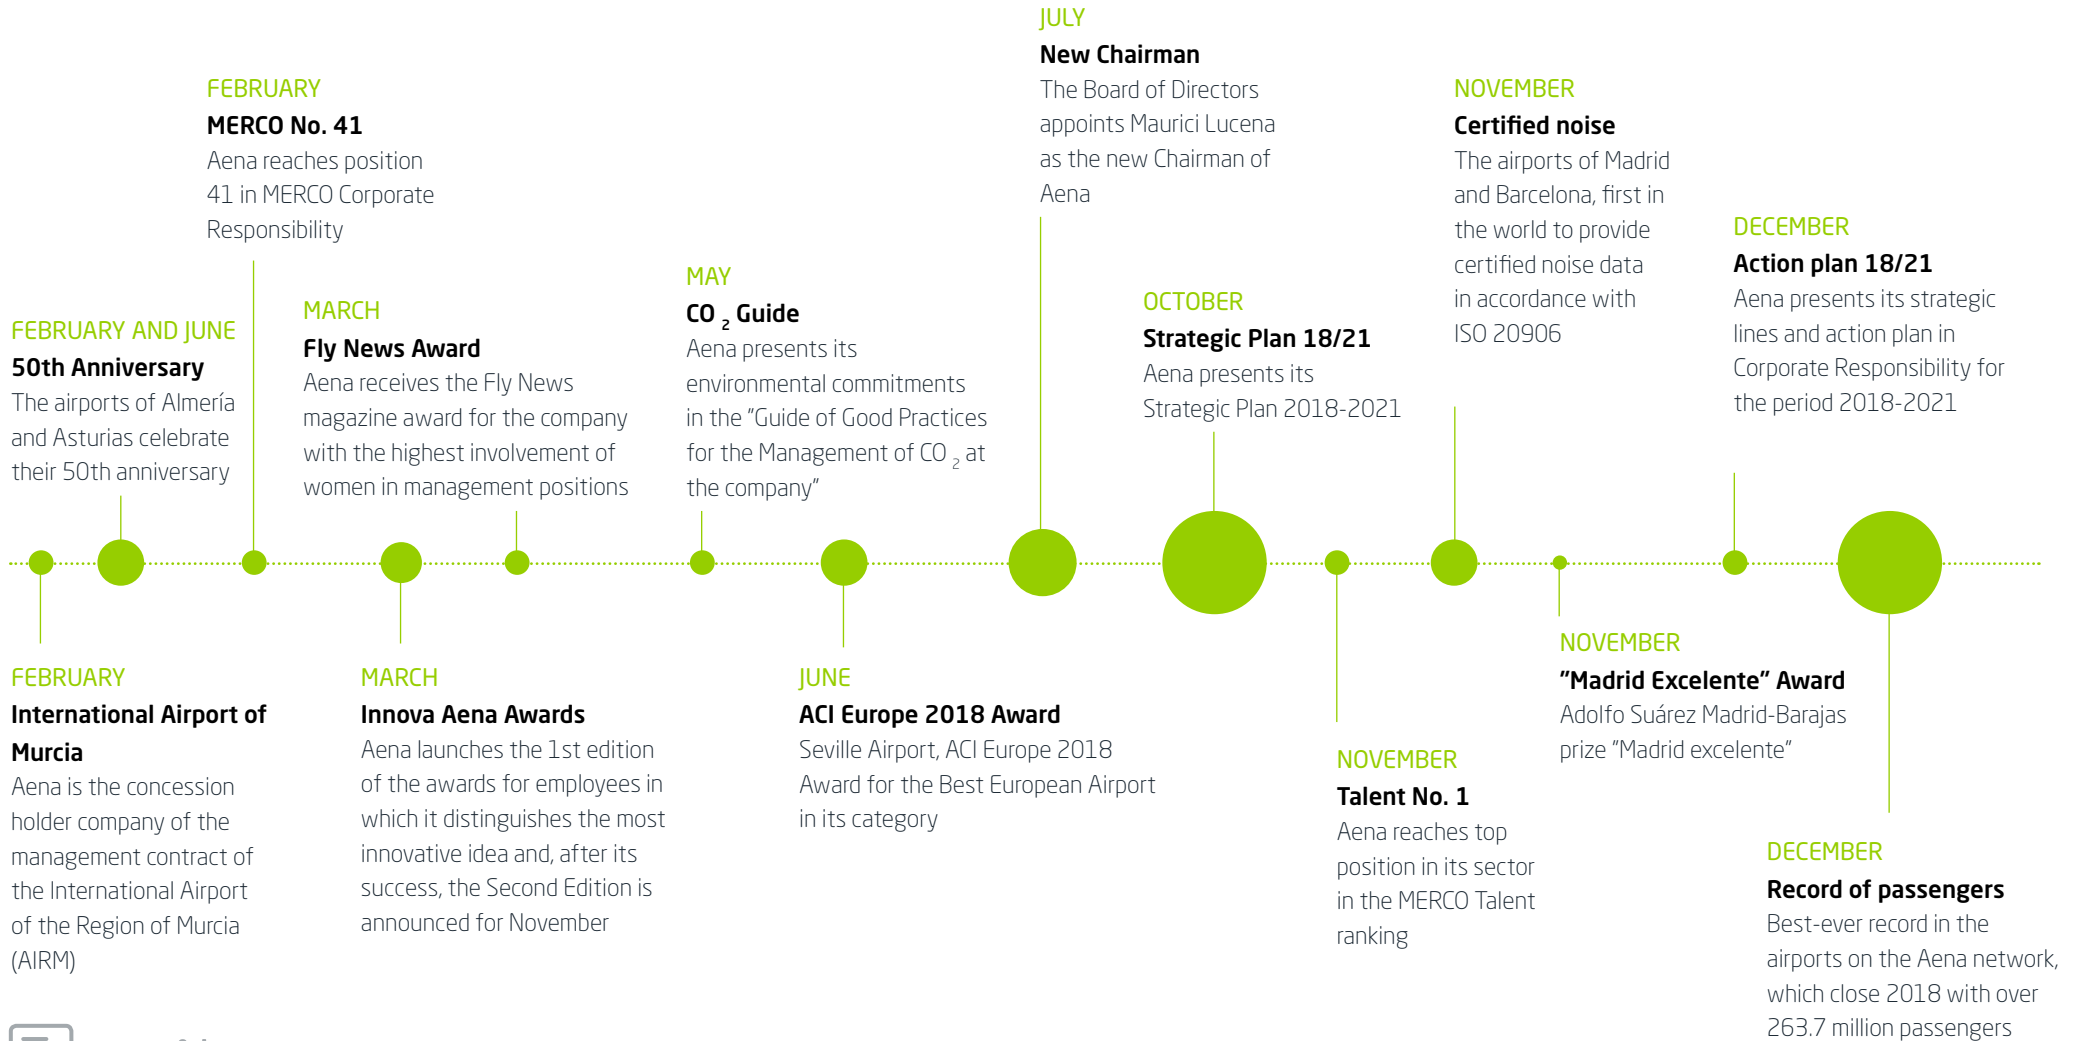 JULY
New Chairman
The Board of Directors
appoints Maurici Lucena
as the new Chairman of
Aena
FEBRUARY
MERCO No. 41
Aena reaches position
41 in MERCO Corporate
Responsibility
NOVEMBER
Certified noise
The airports of Madrid
and Barcelona, first in
the world to provide
certified noise data
in accordance with
ISO 20906
DECEMBER
Action plan 18/21
Aena presents its strategic
lines and action plan in
Corporate Responsibility for
the period 2018-2021
MAY
CO 2 Guide
Aena presents its
environmental commitments
in the "Guide of Good Practices
for the Management of CO 2 at
the company"
OCTOBER
Strategic Plan 18/21
Aena presents its
Strategic Plan 2018-2021
MARCH
Fly News Award
Aena receives the Fly News
magazine award for the company
with the highest involvement of
women in management positions
FEBRUARY AND JUNE
50th Anniversary
The airports of Almería
and Asturias celebrate
their 50th anniversary
FEBRUARY
International Airport of
Murcia
Aena is the concession
holder company of the
management contract of
the International Airport
of the Region of Murcia
(AIRM)
MARCH
Innova Aena Awards
Aena launches the 1st edition
of the awards for employees in
which it distinguishes the most
innovative idea and, after its
success, the Second Edition is
announced for November
JUNE
ACI Europe 2018 Award
Seville Airport, ACI Europe 2018
Award for the Best European Airport
in its category
NOVEMBER
Talent No. 1
Aena reaches top
position in its sector
in the MERCO Talent
ranking
NOVEMBER
"Madrid Excelente" Award
Adolfo Suárez Madrid-Barajas
prize "Madrid excelente"
DECEMBER
Record of passengers
Best-ever record in the
airports on the Aena network,
which close 2018 with over
263.7 million passengers